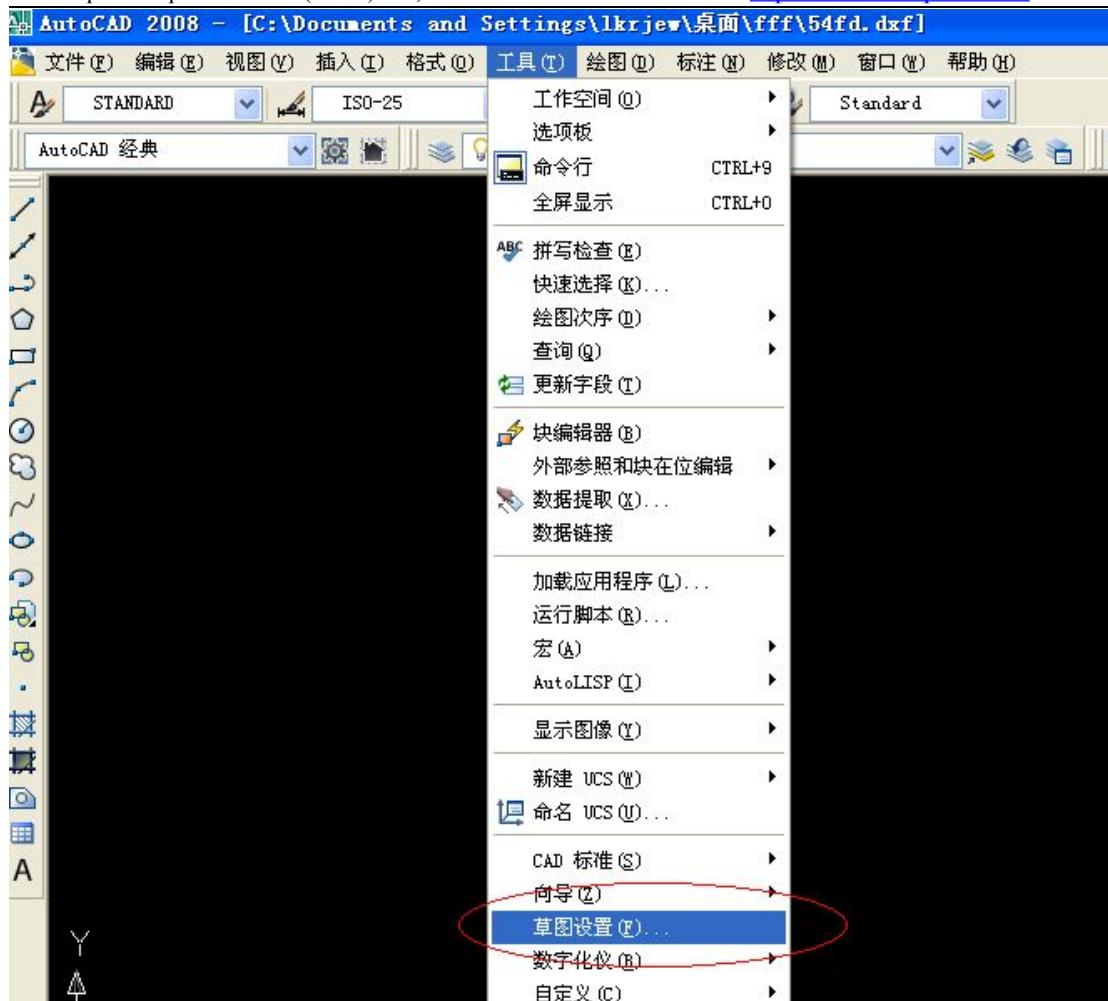 AutoCAD 2008 - [C:\Documents and Settings\lkrjew\桌面\fff\54fd.dxf]
文件(F) 编辑(E) 视图(V) 插入(I) 格式(O) 工具(T) 绘图(D) 标注(N) 修改(M) 窗口(W) 帮助(H)
STANDARD ISO-25 Standard
AutoCAD 经典
工作空间(O)
选项板
命令行 CTRL+9
全屏显示 CTRL+0
ABC 拼写检查(E)
快速选择(K)...
绘图次序(D)
查询(Q)
更新字段(T)
块编辑器(B)
外部参照和块在位编辑
数据提取(X)...
数据链接
加载应用程序(L)...
运行脚本(R)...
宏(A)
AutoLISP(I)
显示图像(Y)
新建 UCS(W)
命名 UCS(U)...
CAD 标准(S)
向导(Z)
草图设置(F)...
数字化仪(B)
自定义(C)
A
Y